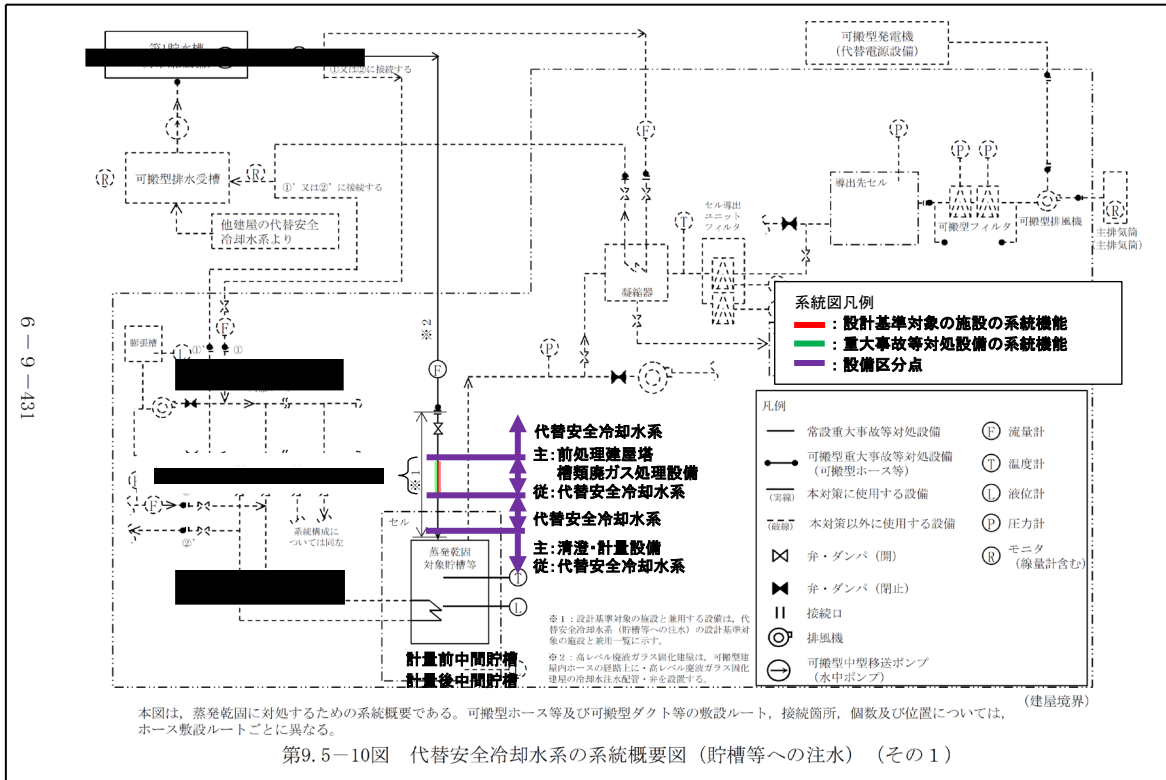 第1貯水槽
①又は②に接続する
可搬型発電機
(代替電源設備)
F
P
P
P
R
可搬型排水受槽
R
①’又は②’に接続する
他建屋の代替安全
冷却水系より
セル導出
ユニット
フィルタ
T
凝縮器
導出先セル
可搬型フィルタ
可搬型排風機
R
主排気筒
(主排気筒)
系統図凡例
:設計基準対象の施設の系統機能
:重大事故等対処設備の系統機能
:設備区分点
6-9-431
膨張槽
L
F
①
※2
F
P
代替安全冷却水系
主:前処理建屋塔
槽類廃ガス処理設備
従:代替安全冷却水系
代替安全冷却水系
主:清澄・計量設備
従:代替安全冷却水系
※1
F
②’
系統構成に
ついては同左
セル
蒸発乾固
対象貯槽等
T
L
計量前中間貯槽
計量後中間貯槽
※1:設計基準対象の施設と兼用する設備は,代
替安全冷却水系(貯槽等への注水)の設計基準対
象の施設と兼用一覧に示す。
※2:高レベル廃液ガラス固化建屋は,可搬型建
屋内ホースの経路上に・高レベル廃液ガラス固化
建屋の冷却水注水配管・弁を設置する。
凡例
常設重大事故等対処設備
可搬型重大事故等対処設備
(可搬型ホース等)
(実線)
本対策に使用する設備
(破線)
本対策以外に使用する設備
弁・ダンパ(開)
弁・ダンパ(閉止)
接続口
排風機
可搬型中型移送ポンプ
(水中ポンプ)
F 流量計
T 温度計
L 液位計
P 圧力計
R モニタ
(線量計含む)
(建屋境界)
本図は,蒸発乾固に対処するための系統概要である。可搬型ホース等及び可搬型ダクト等の敷設ルート,接続箇所,個数及び位置については,
ホース敷設ルートごとに異なる。
第9.5-10図 代替安全冷却水系の系統概要図(貯槽等への注水)(その1)